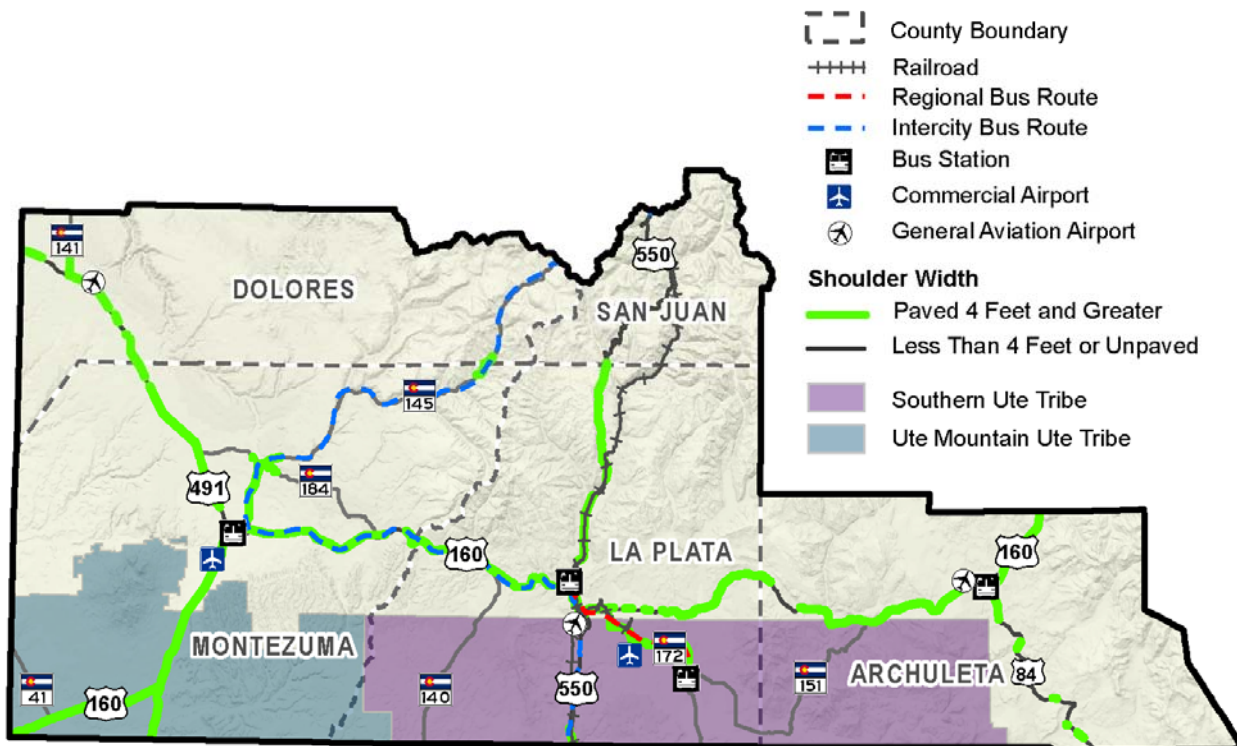 County Boundary
Railroad
Regional Bus Route
Intercity Bus Route
Bus Station
Commercial Airport
General Aviation Airport
Shoulder Width
Paved 4 Feet and Greater
Less Than 4 Feet or Unpaved
Southern Ute Tribe
Ute Mountain Ute Tribe
141
550
DOLORES
SAN JUAN
145
184
491
160
LA PLATA
160
MONTEZUMA
172
ARCHULETA
41
160
140
550
151
84